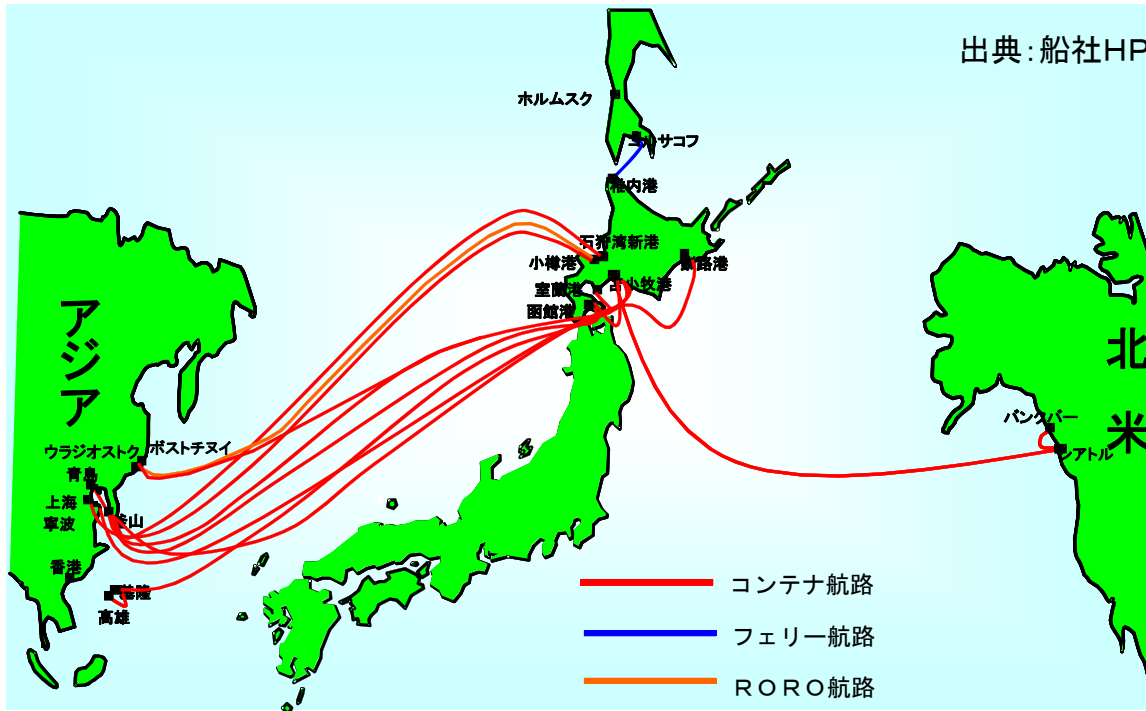 出典：船社HP
ホルムスク
コルサコフ
稚内港
石狩湾新港
小樽港
釧路港
苫小牧港
室蘭港
函館港
アジア
北米
バンクバー
シアトル
ウラジオストク
ボストチヌイ
青島
上海
釜山
寧波
香港
基隆
高雄
コンテナ航路
フェリー航路
ＲＯＲＯ航路